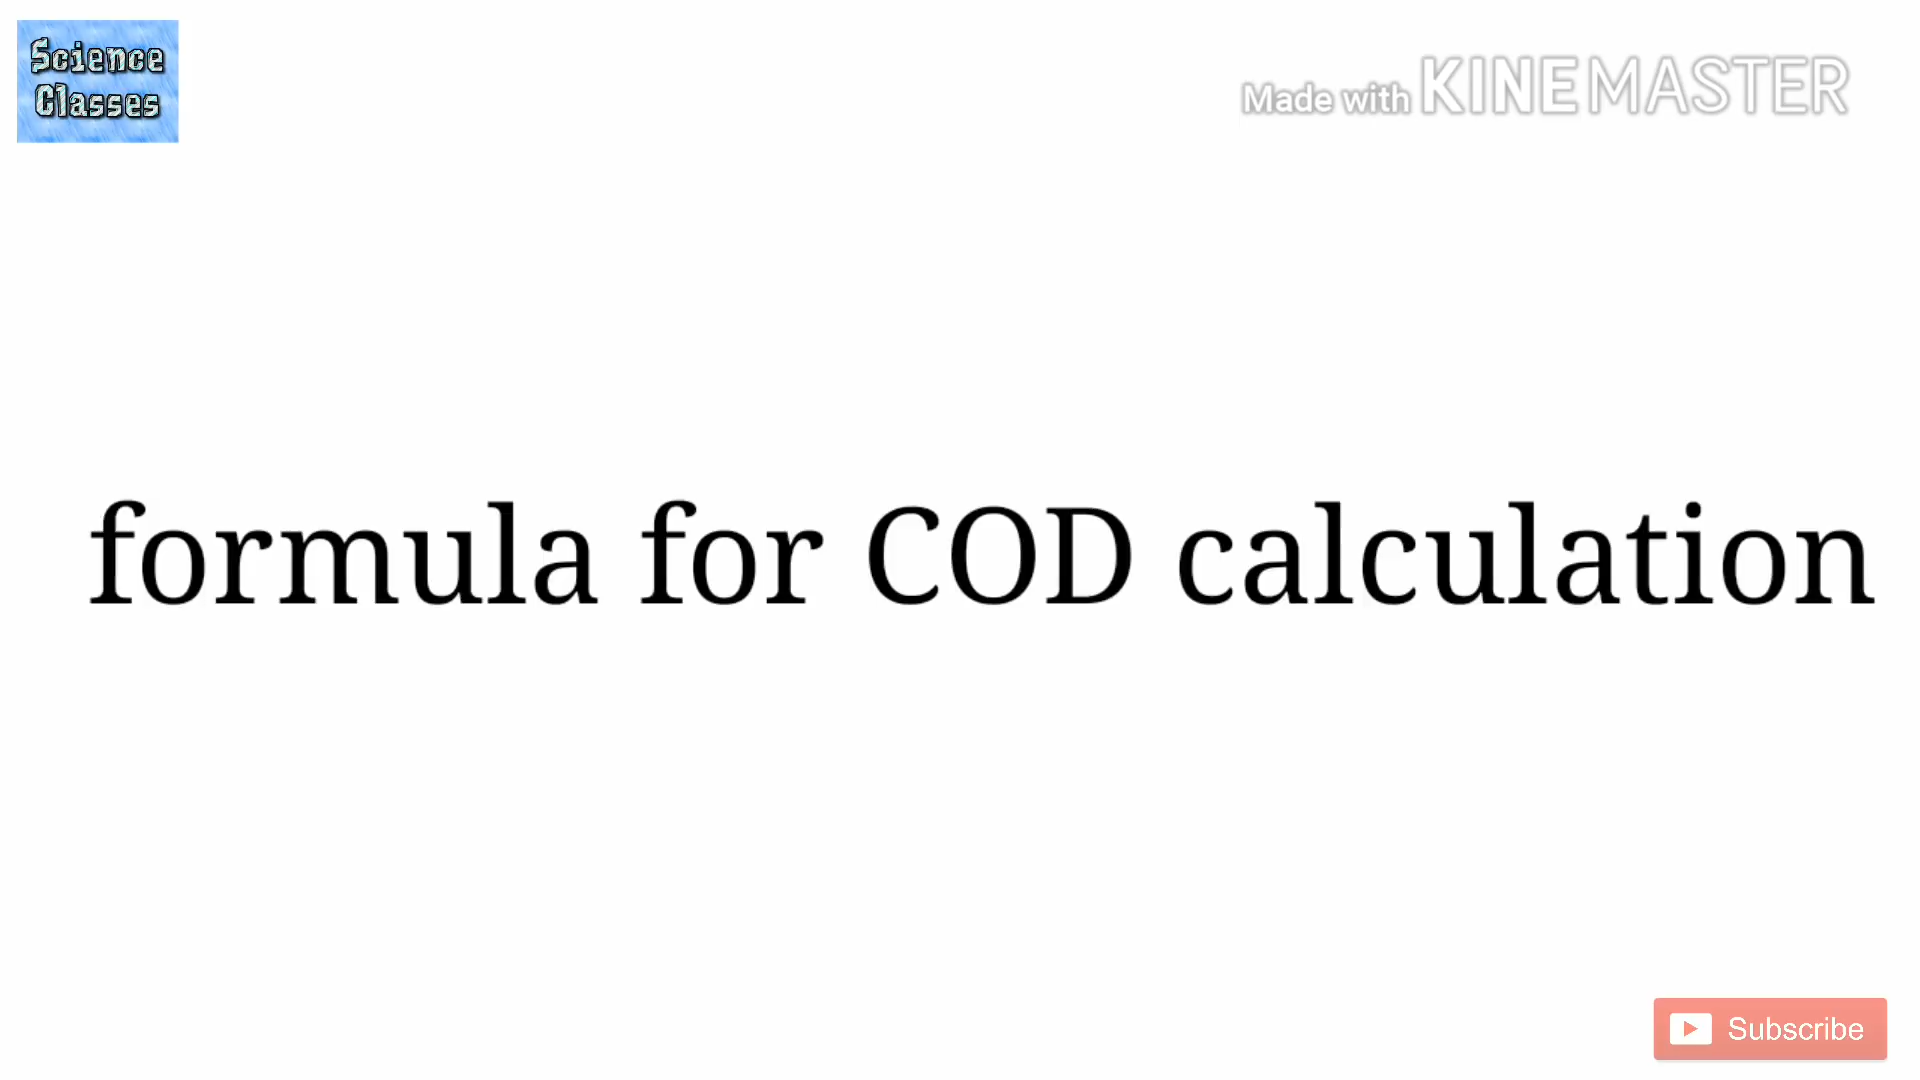 Science
Classes
Made with KINEMASTER
formula for COD calculation
Subscribe